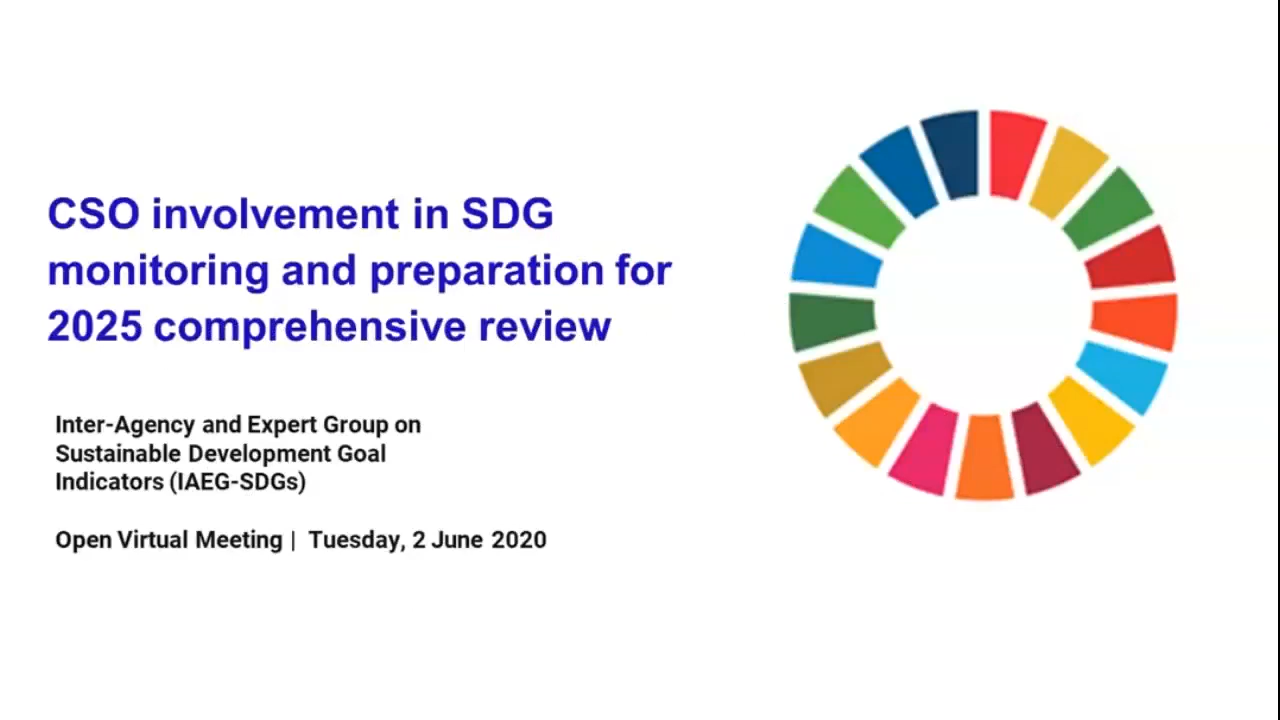 CSO involvement in SDG
monitoring and preparation for
2025 comprehensive review
Inter-Agency and Expert Group on
Sustainable Development Goal
Indicators (IAEG-SDGs)
Open Virtual Meeting | Tuesday, 2 June 2020